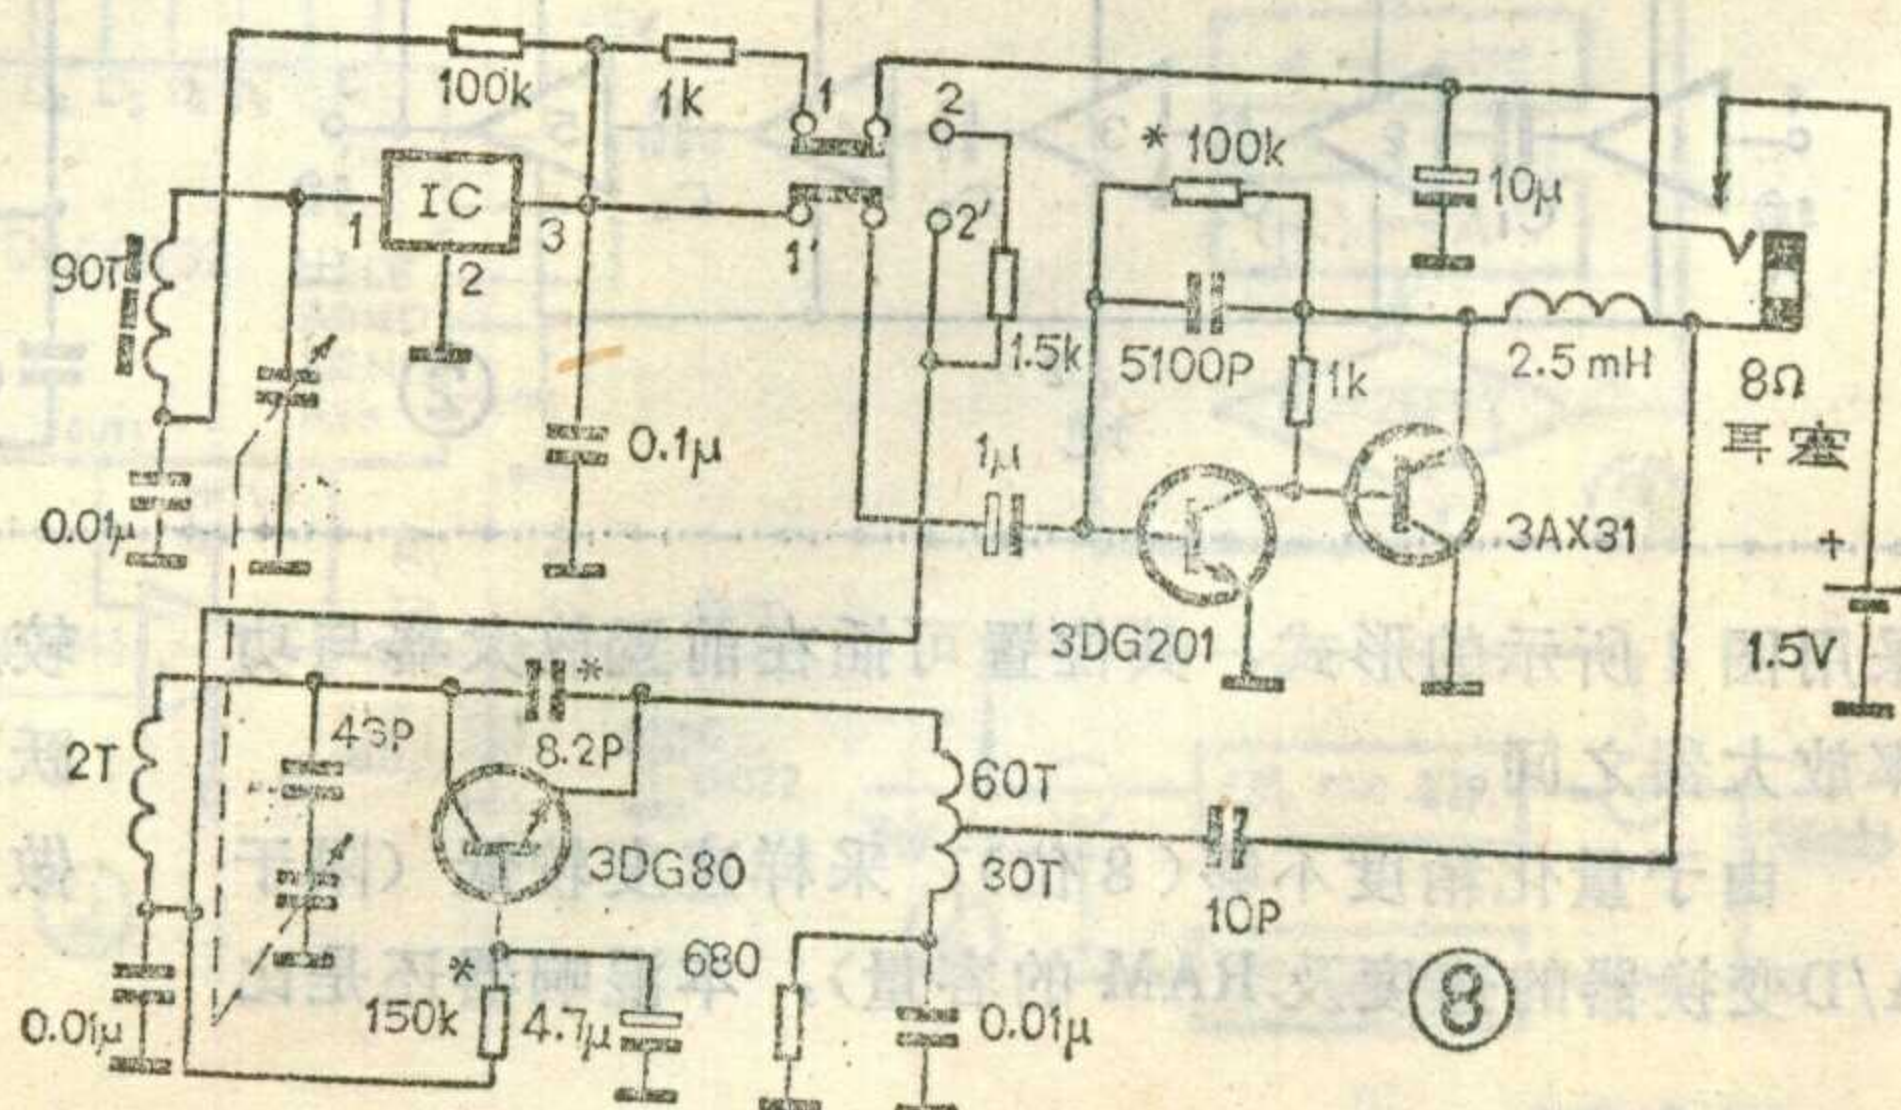 100k
1k
1
2
* 100k
10μ
1
IC
3
2
1'
2'
90T
1.5k
5100P
1k
2.5mH
8Ω
耳塞
0.1μ
1μ
0.01μ
3AX31
+
3DG201
1.5V
*
43P
8.2P
2T
60T
3DG80
30T
10P
*
680
150k
4.7μ
0.01μ
0.01μ
⑧